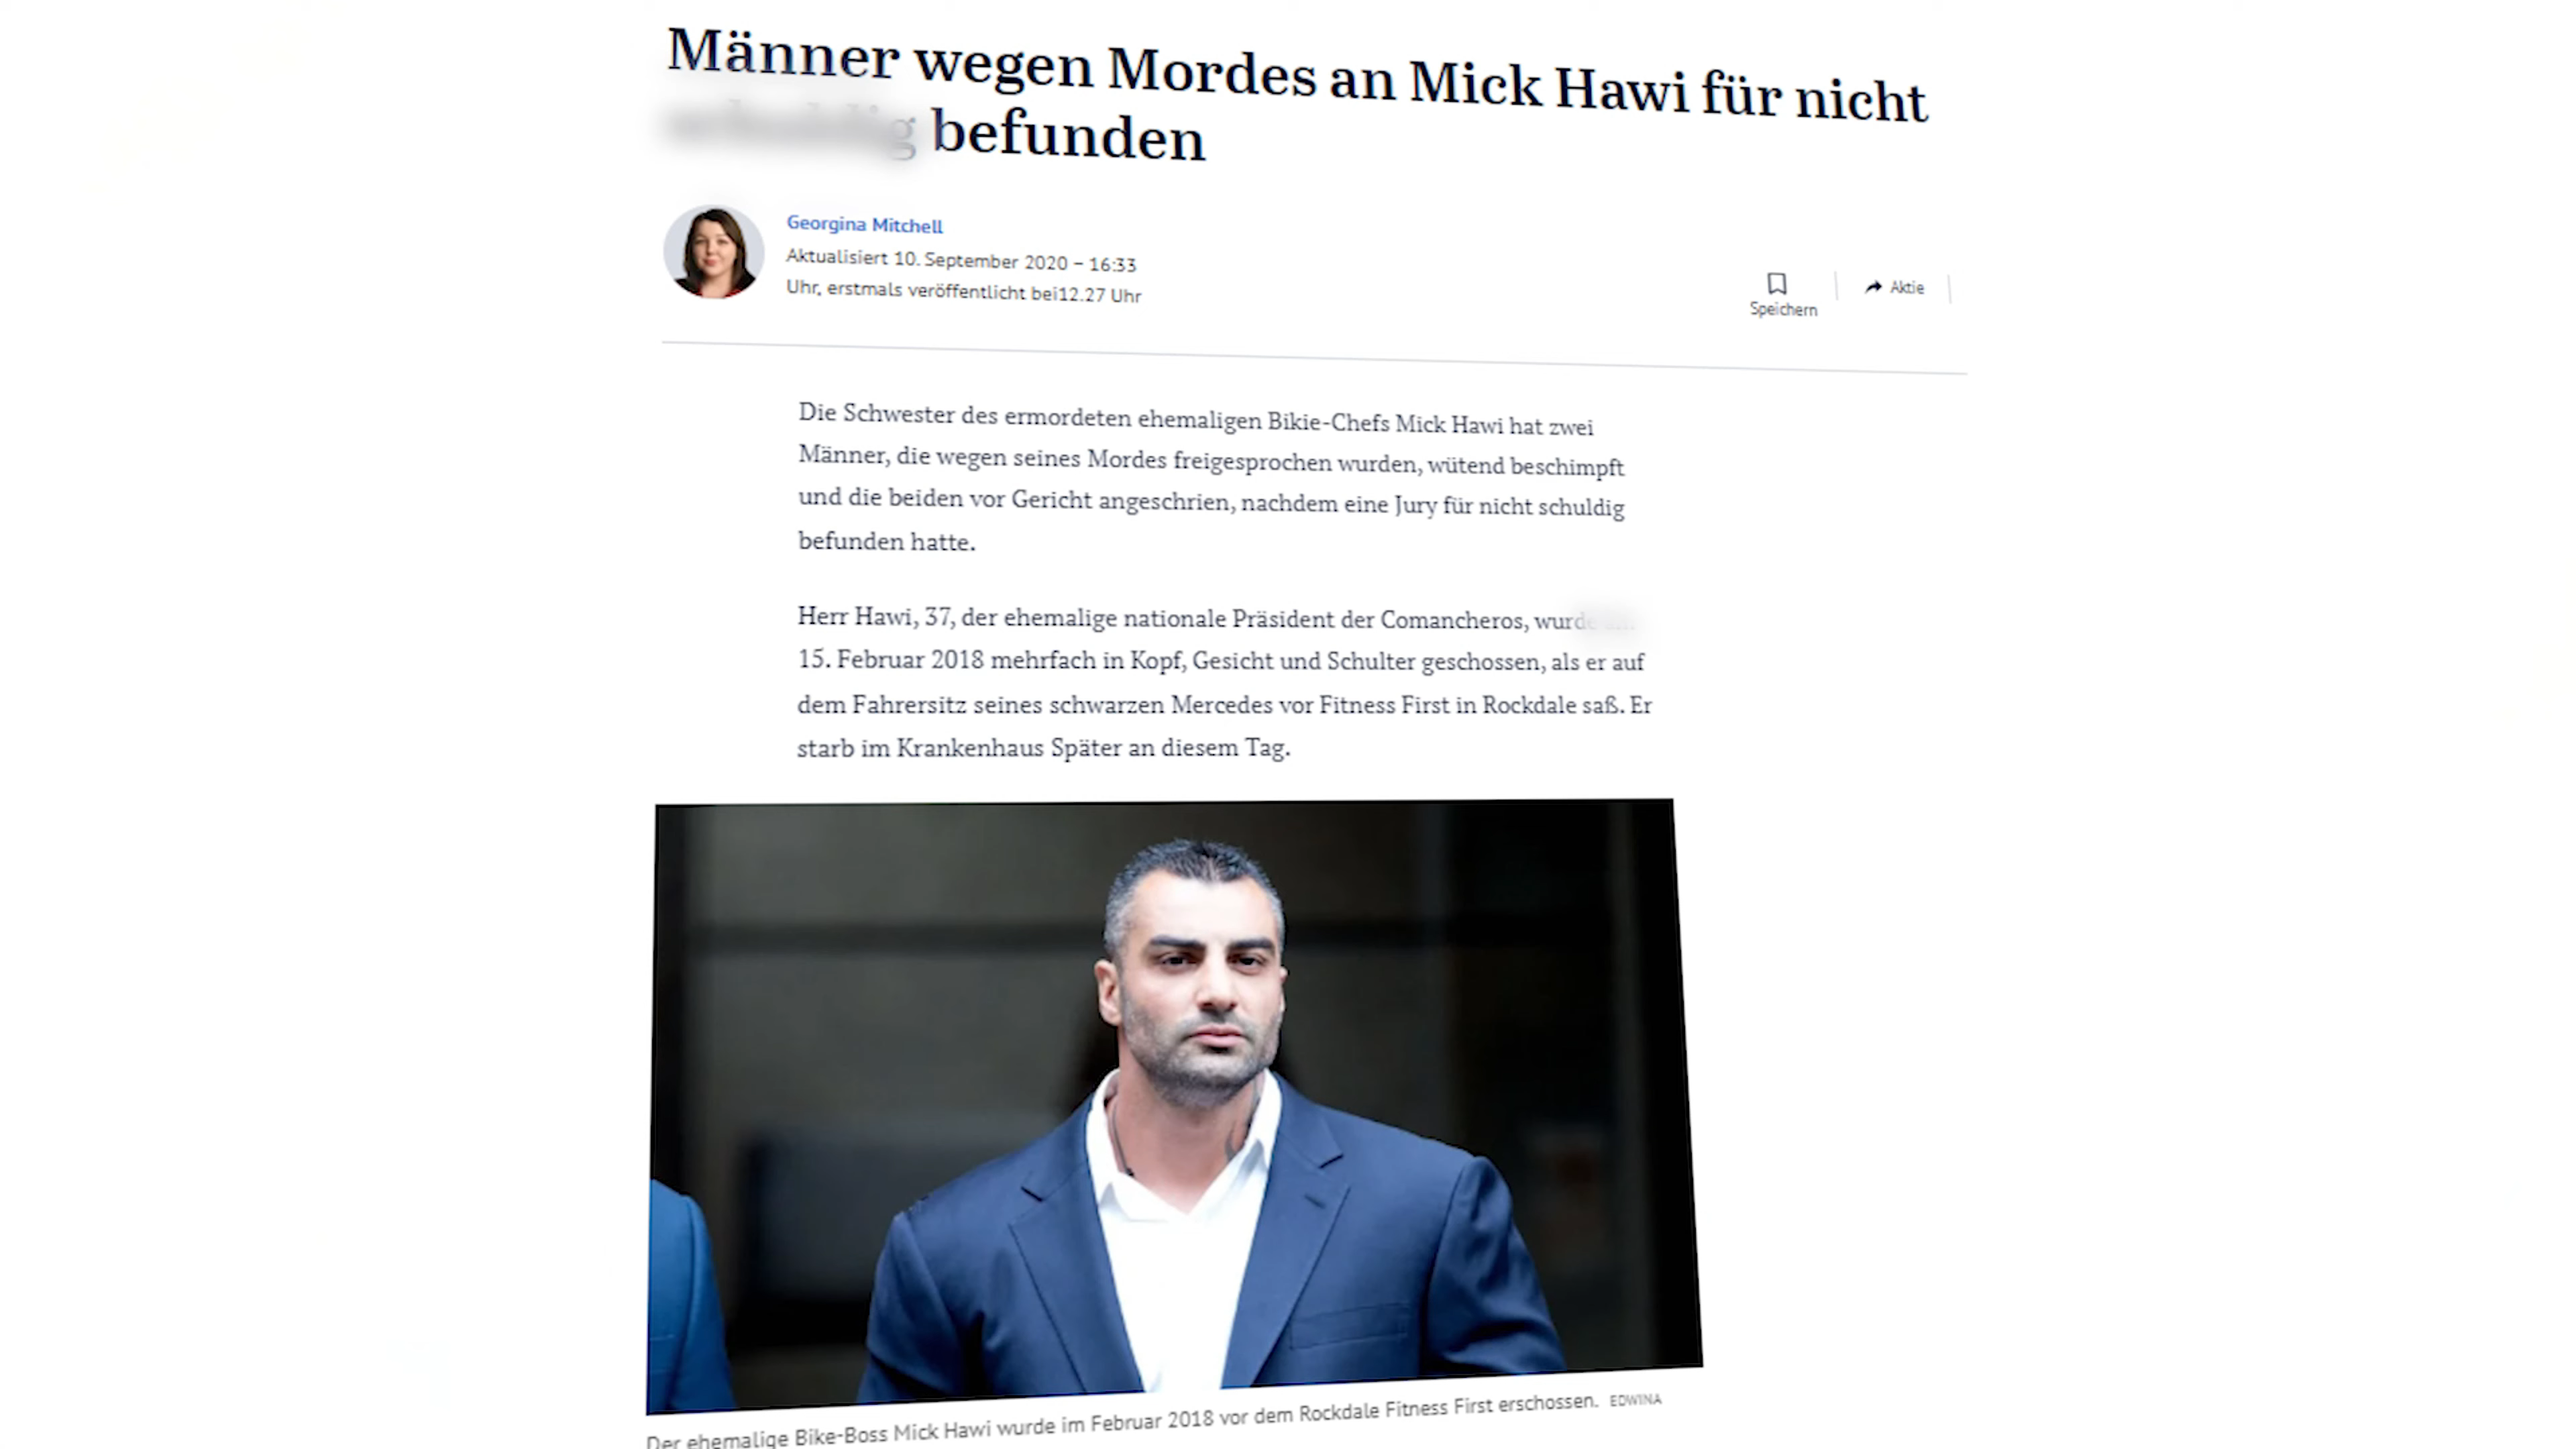 Männer wegen Mordes an Mick Hawi für nicht
befunden
Georgina Mitchell
Aktualisiert 10. September 2020 – 16:33
Uhr, erstmals veröffentlicht bei12.27 Uhr
Speichern
Aktie
Die Schwester des ermordeten ehemaligen Bikie-Chefs Mick Hawi hat zwei
Männer, die wegen seines Mordes freigesprochen wurden, wütend beschimpft
und die beiden vor Gericht angeschrien, nachdem eine Jury für nicht schuldig
befunden hatte.
Herr Hawi, 37, der ehemalige nationale Präsident der Comancheros, wurde
15. Februar 2018 mehrfach in Kopf, Gesicht und Schulter geschossen, als er auf
dem Fahrersitz seines schwarzen Mercedes vor Fitness First in Rockdale saß. Er
starb im Krankenhaus Später an diesem Tag.
Der ehemalige Bike-Boss Mick Hawi wurde im Februar 2018 vor dem Rockdale Fitness First erschossen. EDWINA